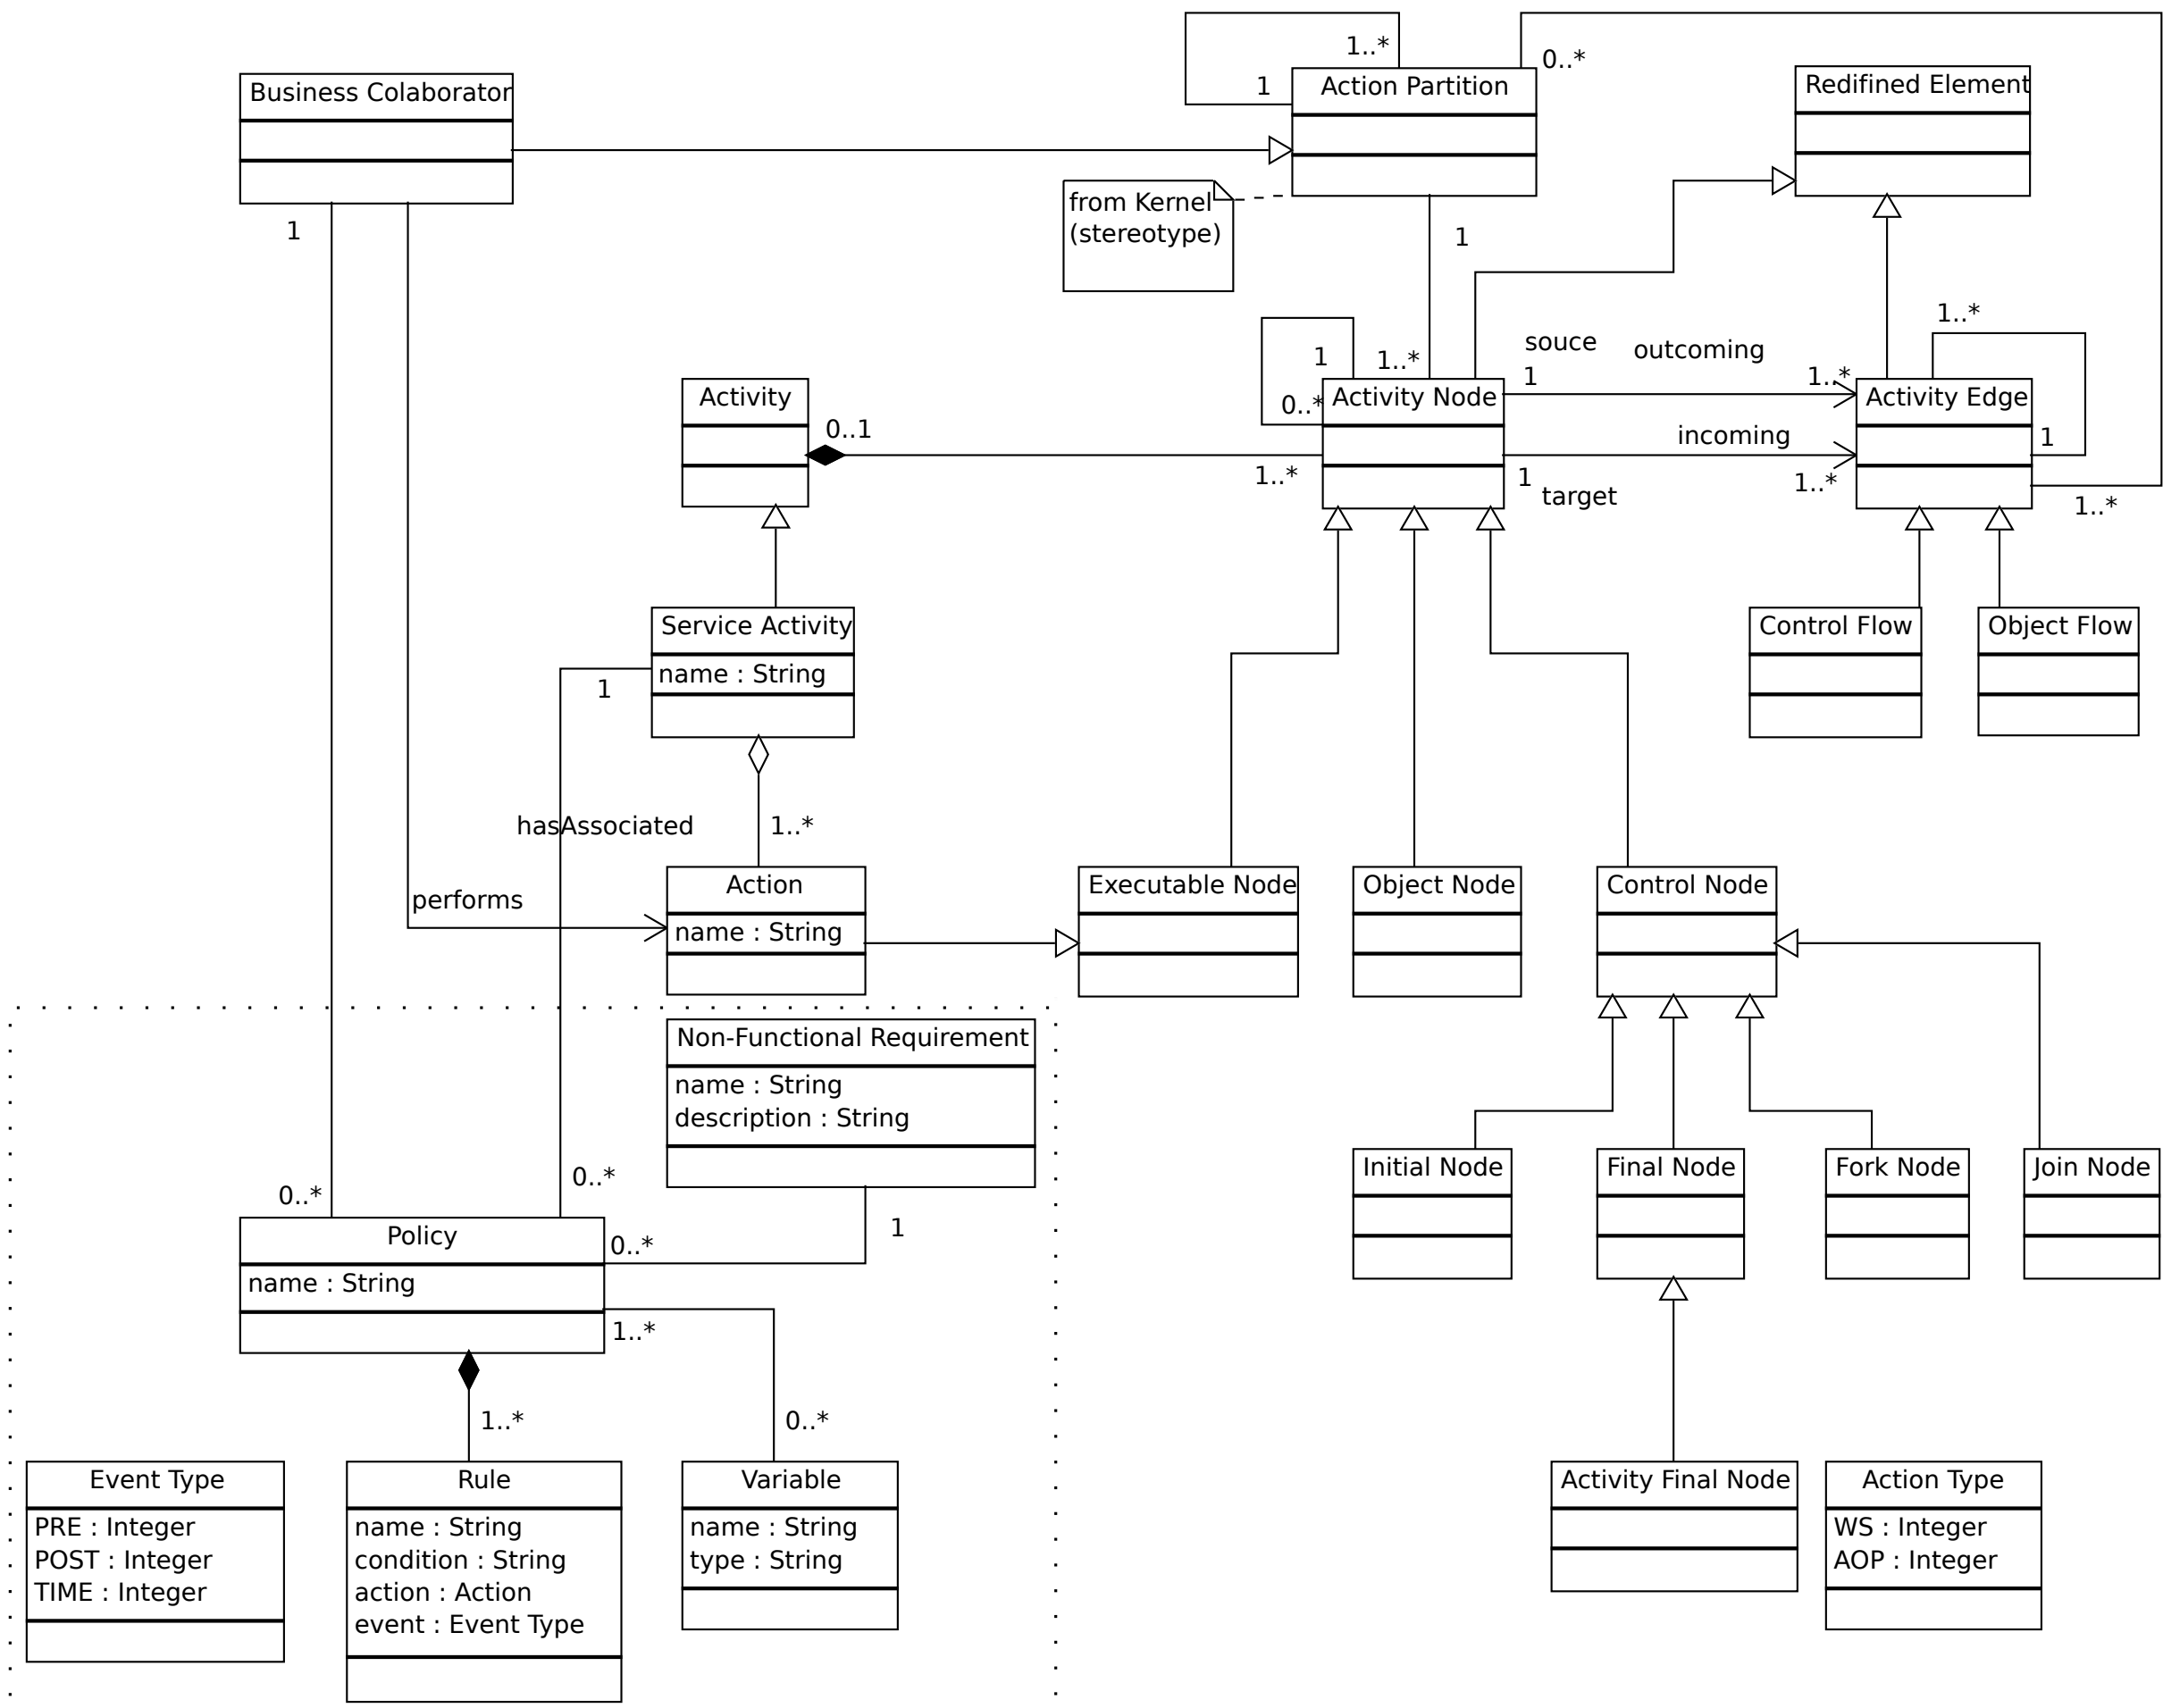 1..*
0..*
Business Colaborator
1
Action Partition
Redifined Element
from Kernel
(stereotype)
1
1
1..*
souce
outcoming
1
1..*
1
1..*
0..*
Activity
Activity Node
Activity Edge
0..1
incoming
1
1..*
1
target
1..*
1..*
Service Activity
name : String
1
Control Flow
Object Flow
hasAssociated
1..*
performs
Action
name : String
Executable Node
Object Node
Control Node
Non-Functional Requirement
name : String
description : String
0..*
0..*
1
Initial Node
Final Node
Fork Node
Join Node
Policy
name : String
0..*
1..*
1..*
0..*
Event Type
PRE : Integer
POST : Integer
TIME : Integer
Rule
name : String
condition : String
action : Action
event : Event Type
Variable
name : String
type : String
Activity Final Node
Action Type
WS : Integer
AOP : Integer